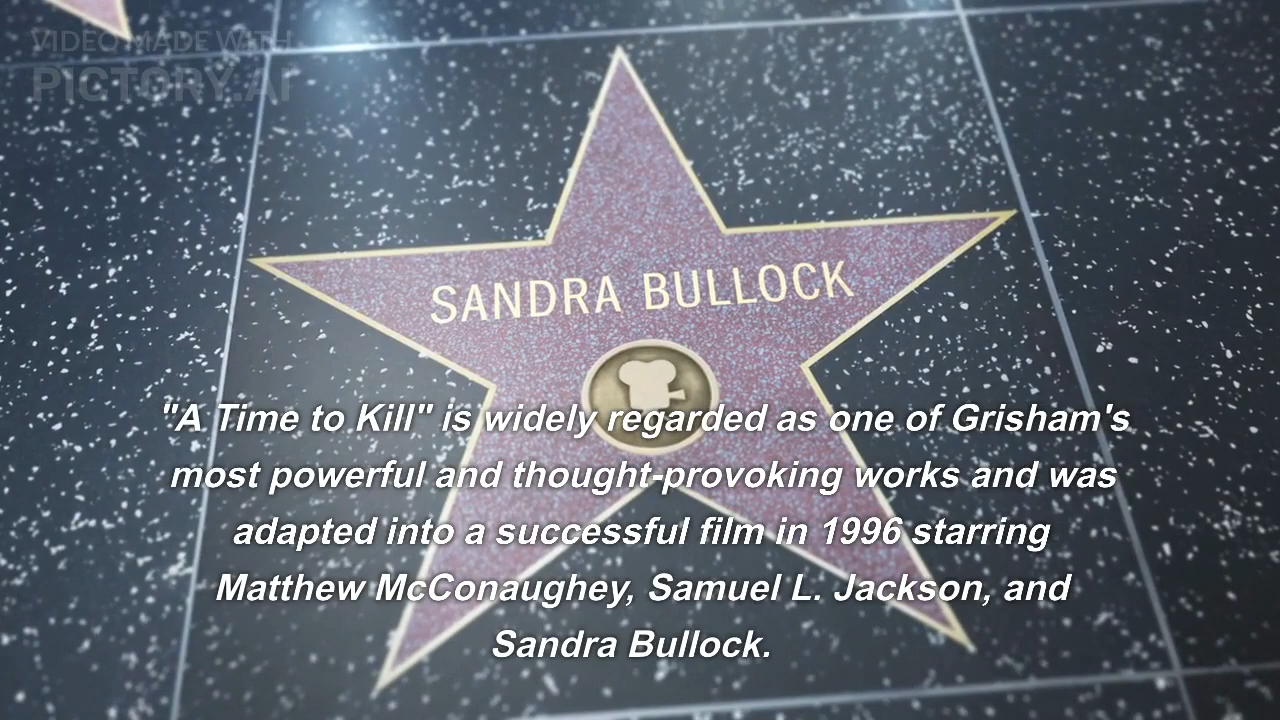 VIDEO MADE WITH
PICTORY.AI
SANDRA BULLOCK
"A Time to Kill" is widely regarded as one of Grisham's
most powerful and thought-provoking works and was
adapted into a successful film in 1996 starring
Matthew McConaughey, Samuel L. Jackson, and
Sandra Bullock.